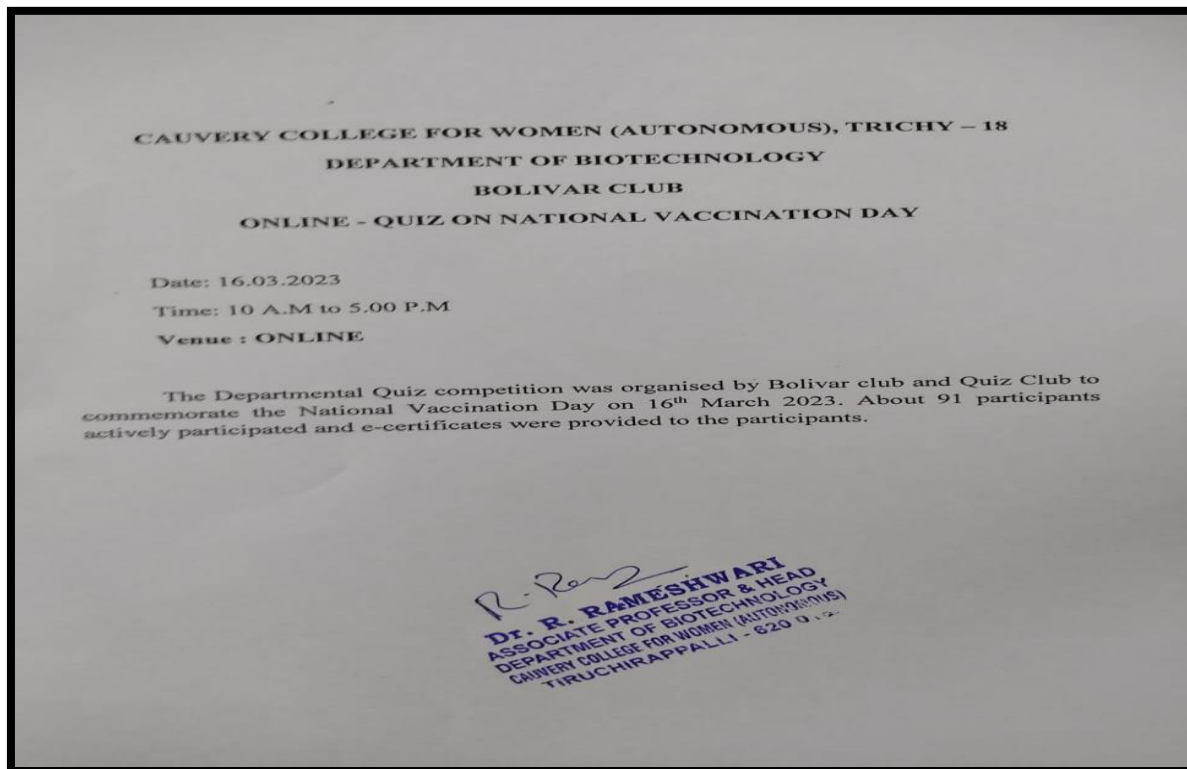 CAUVERY COLLEGE FOR WOMEN (AUTONOMOUS), TRICHY – 18
DEPARTMENT OF BIOTECHNOLOGY
BOLIVAR CLUB
ONLINE - QUIZ ON NATIONAL VACCINATION DAY
Date: 16.03.2023
Time: 10 A.M to 5.00 P.M
Venue : ONLINE
The Departmental Quiz competition was organised by Bolivar club and Quiz Club to
commemorate the National Vaccination Day on 16th March 2023. About 91 participants
actively participated and e-certificates were provided to the participants.
Dr. R. RAMESHWARI
ASSOCIATE PROFESSOR & HEAD
DEPARTMENT OF BIOTECHNOLOGY
CAUVERY COLLEGE FOR WOMEN (AUTONOMOUS)
TIRUCHIRAPPALLI - 620